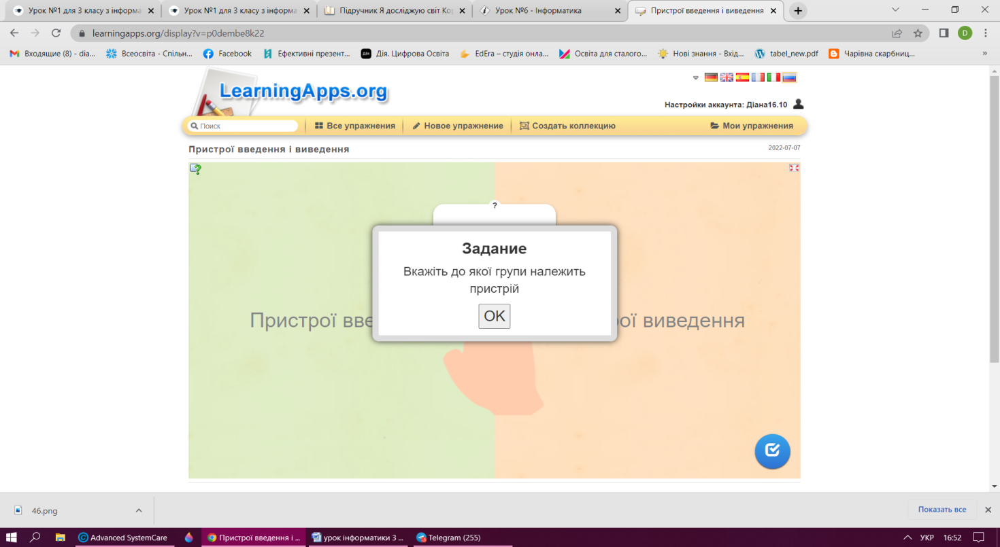 Урок №1 для 3 класу з інформа
Урок №1 для 3 класу з інформа
Підручник Я досліджую світ Кор
Урок №6 - Інформатика
Пристрої введення і виведення
learningapps.org/display?v=p0dembe8k22
D
Входящие (8) - dia...
Всеосвіта - Спільн...
Facebook
Ефективні презент...
Дія. Цифрова Освіта
EdEra – студія онла...
Освіта для сталого...
Нові знання - Вхід...
tabel_new.pdf
Чарівна скарбниц...
»
LearningApps.org
Настройки аккаунта: Діана16.10
Поиск
Все упражнения
Новое упражнение
Создать коллекцию
Мои упражнения
Пристрої введення і виведення
2022-07-07
?
Задание
Вкажіть до якої групи належить
пристрій
OK
Пристрої вве
ої виведення
46.png
Показать все
Advanced SystemCare
Пристрої введення і ...
урок інформатики 3 ...
Telegram (255)
УКР
16:52